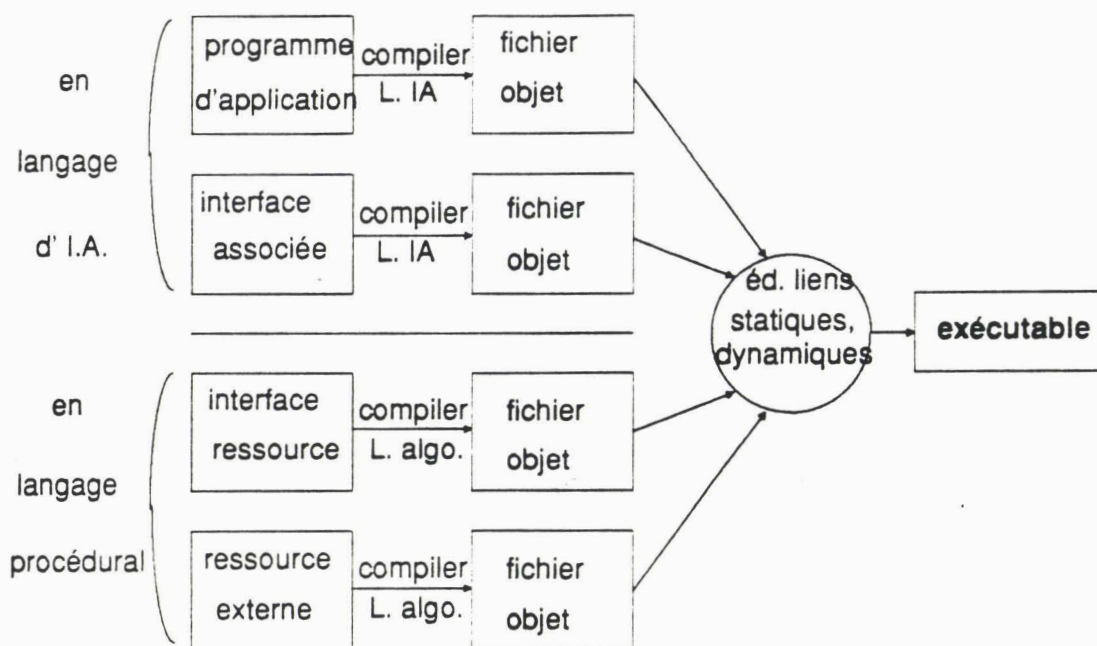 en
langage
d' I.A.
programme
d'application
compiler
L. IA
fichier
objet
interface
associée
compiler
L. IA
fichier
objet
éd. liens
statiques,
dynamiques
exécutable
en
langage
procédural
interface
ressource
compiler
L. algo.
fichier
objet
ressource
externe
compiler
L. algo.
fichier
objet